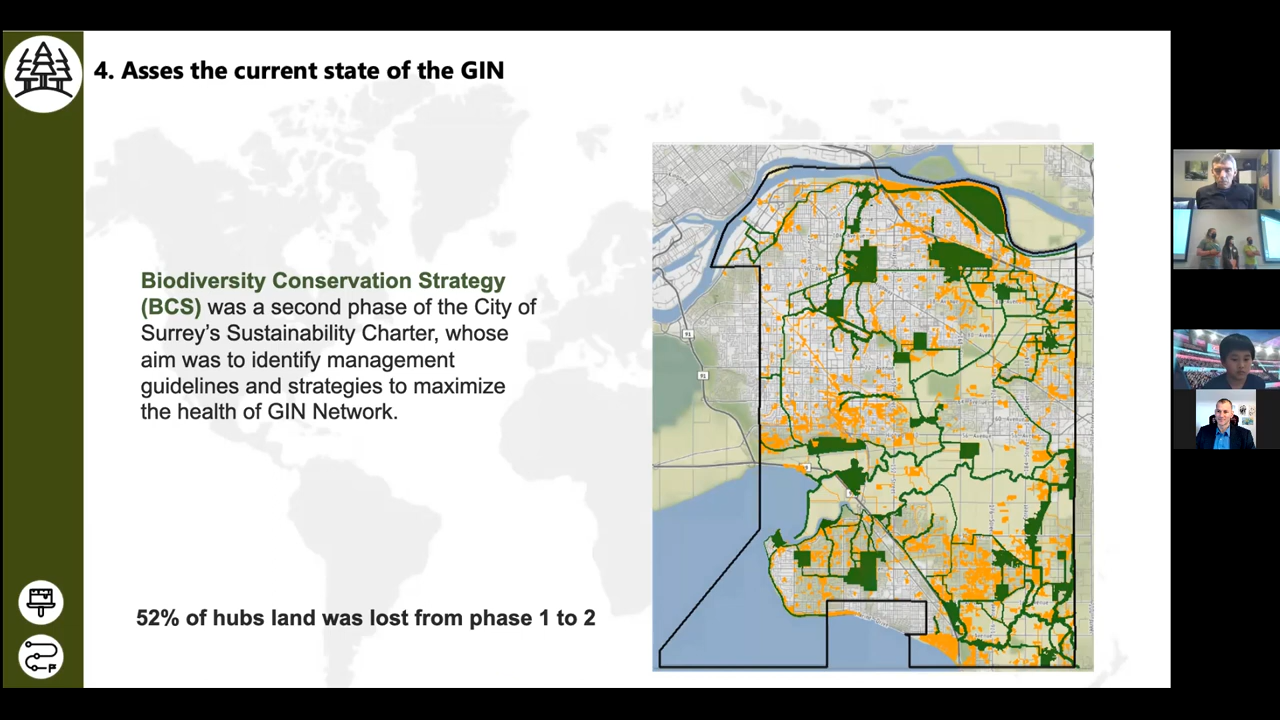 4. Asses the current state of the GIN
Biodiversity Conservation Strategy
(BCS) was a second phase of the City of
Surrey's Sustainability Charter, whose
aim was to identify management
guidelines and strategies to maximize
the health of GIN Network.
52% of hubs land was lost from phase 1 to 2
91
91